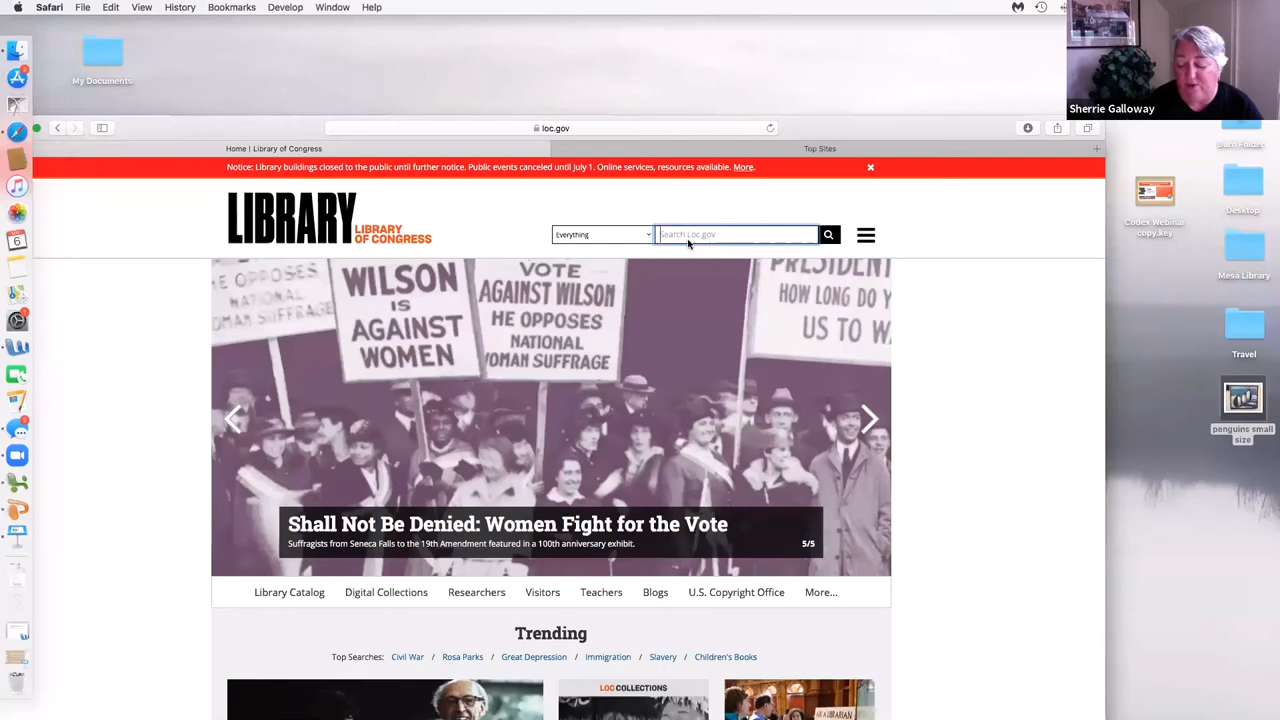 Safari File Edit View History Bookmarks Develop Window Help
My Documents
Sherrie Galloway
loc.gov
Home | Library of Congress
Top Sites
Notice: Library buildings closed to the public until further notice. Public events canceled until July 1. Online services, resources available. More.
LIBRARY
LIBRARY
OF CONGRESS
Everything
Search Loc.gov
Burn Folder
Codex Webinar
copy.key
Desktop
Mesa Library
Travel
penguins small
size
E OPPOSES
NATIONAL
OMAN SUFFRAGE
WILSON
IS
AGAINST
WOMEN
VOTE
AGAINST WILSON
HE OPPOSES
NATIONAL
WOMAN SUFFRAGE
PRESIDENT
HOW LONG DO Y
US TO WA
Shall Not Be Denied: Women Fight for the Vote
Suffragists from Seneca Falls to the 19th Amendment featured in a 100th anniversary exhibit.
5/5
Library Catalog Digital Collections Researchers Visitors Teachers Blogs U.S. Copyright Office More...
Trending
Top Searches: Civil War / Rosa Parks / Great Depression / Immigration / Slavery / Children's Books
LOC COLLECTIONS
LIBRARIAN
6